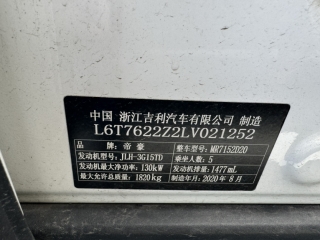 中国 浙江吉利汽车有限公司 制造
L6T7622Z2LV021252
品牌：帝豪 整车型号：MR7152D20
发动机型号：JLH-3G15TD 乘坐人数：5
发动机最大净功率：130kW 发动机排量：1477mL
最大允许总质量：1820kg 制造年月：2020年8月